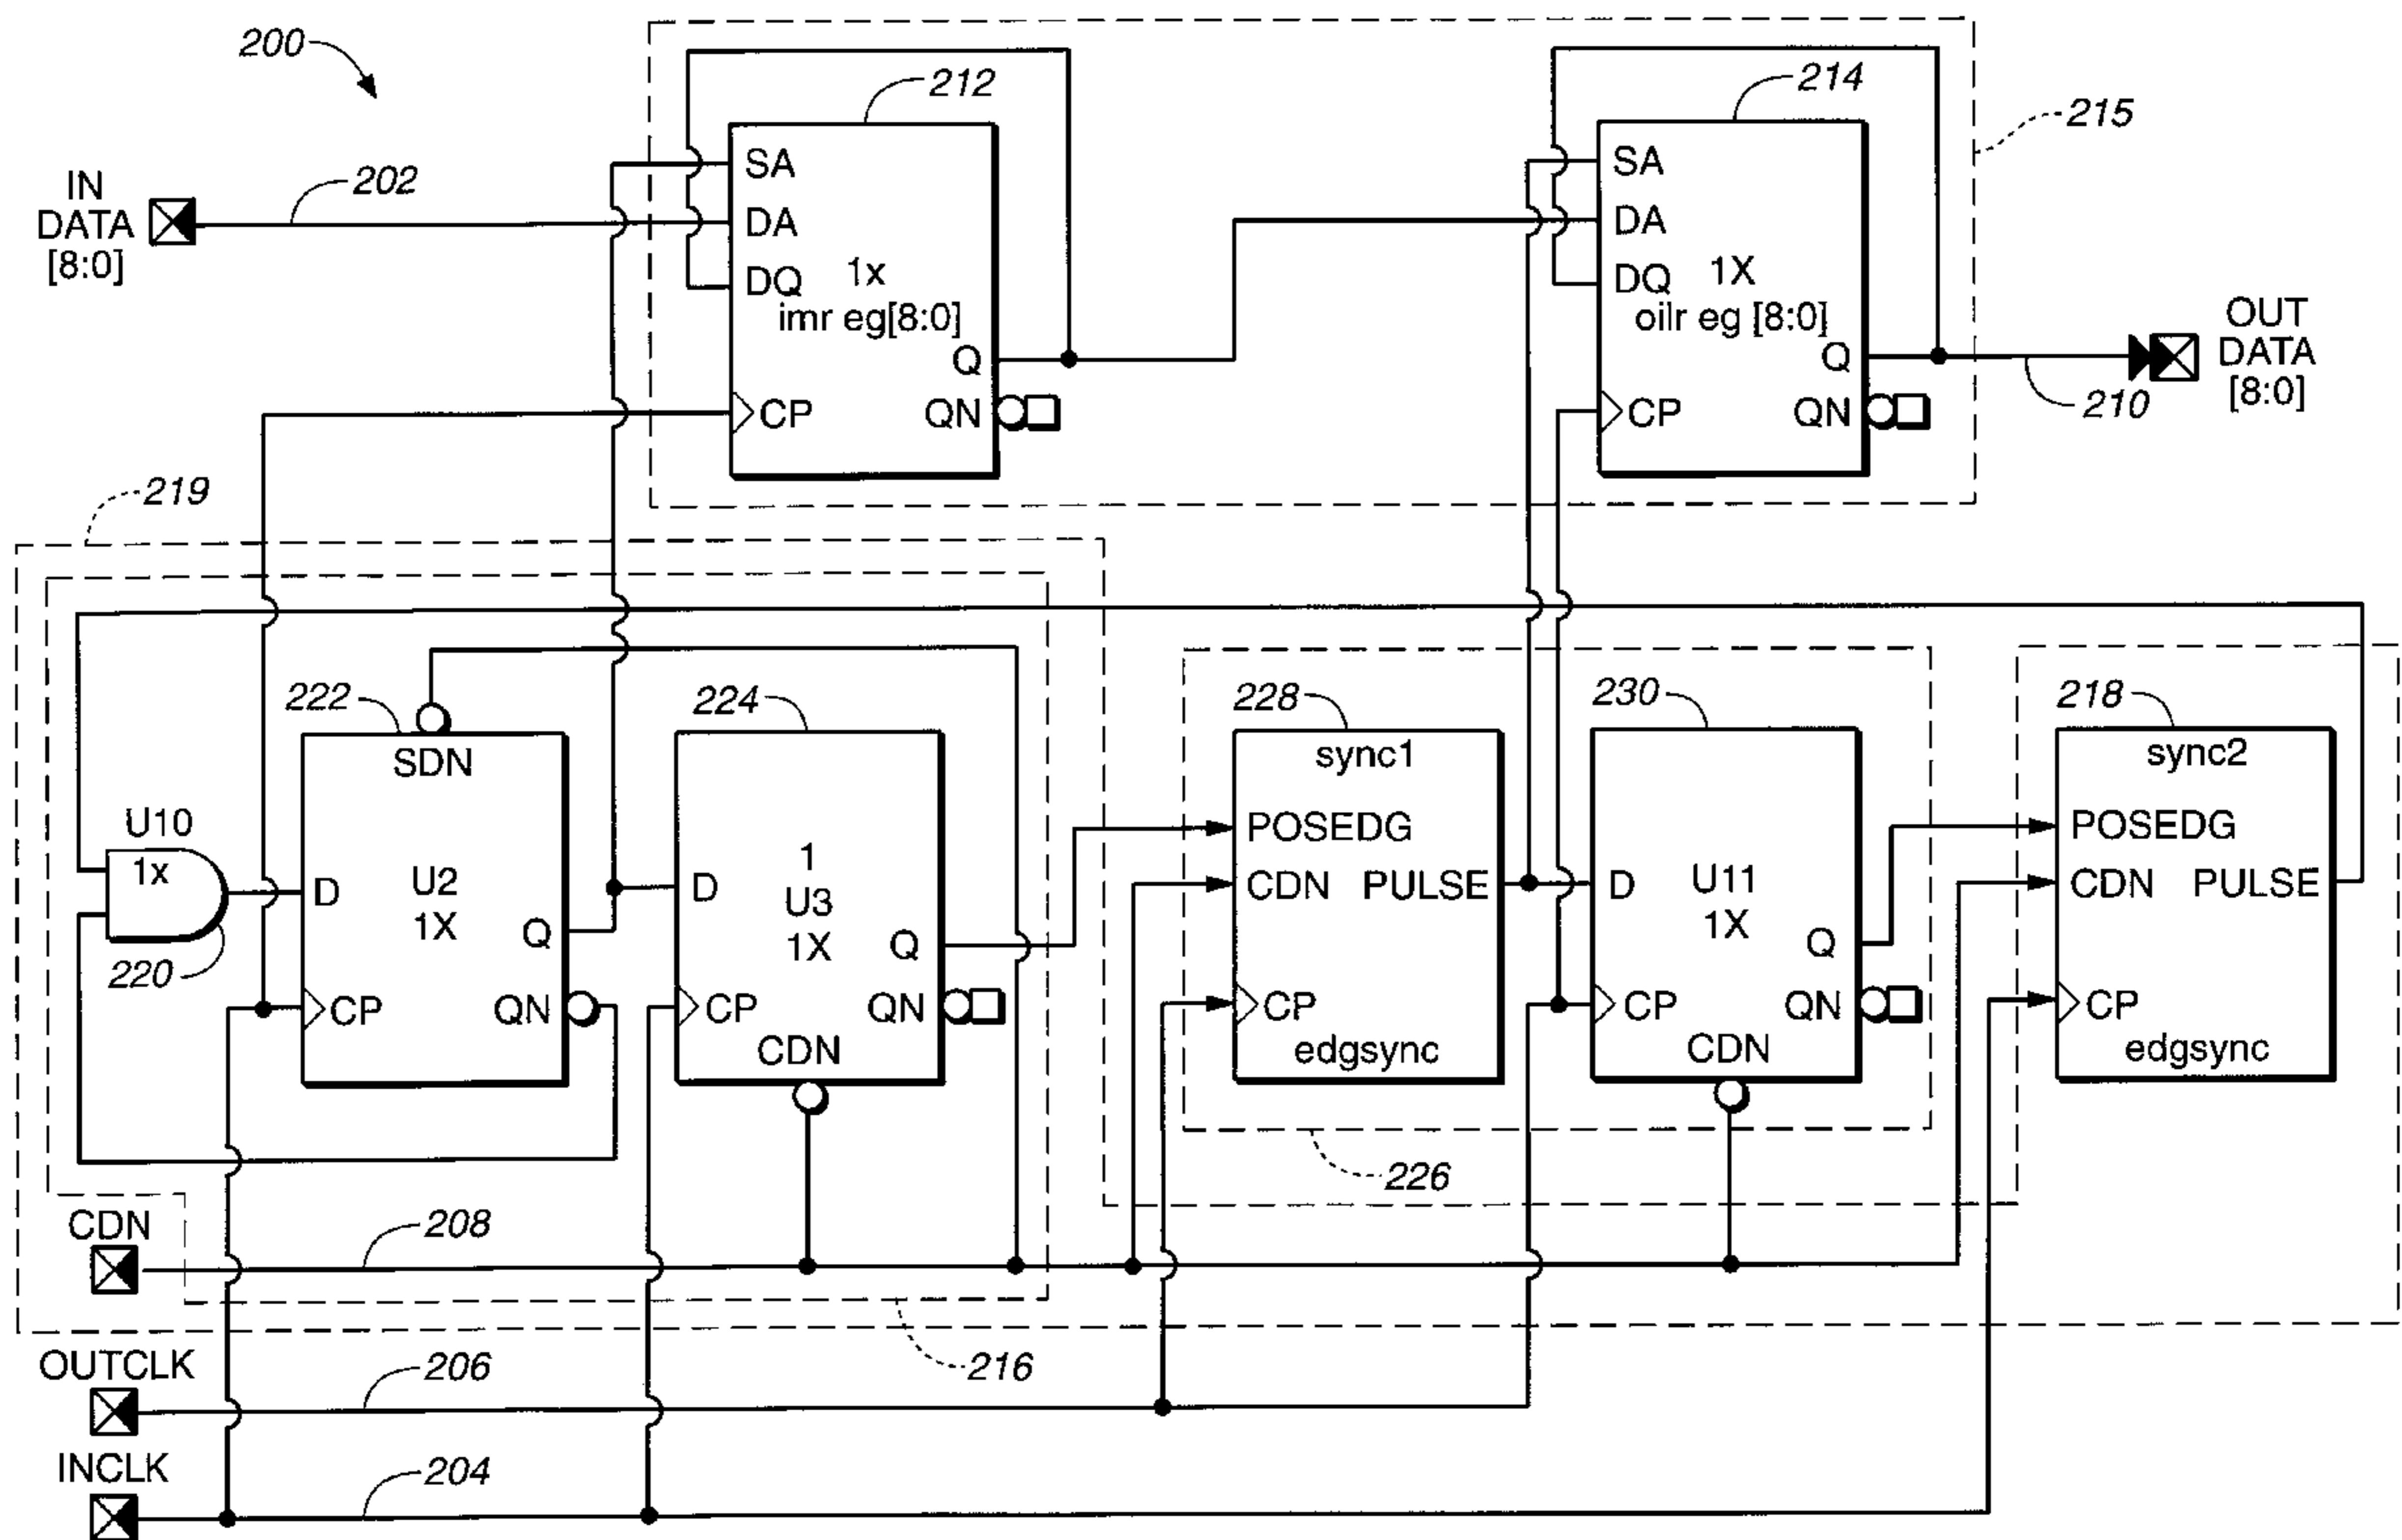 200
212
214
215
IN
DATA
[8:0]
202
SA
DA
DQ
1x
imr eg[8:0]
Q
CP
QN
SA
DA
DQ
1X
oilr eg [8:0]
Q
CP
QN
OUT
DATA
[8:0]
210
219
222
224
228
230
218
U10
1x
220
SDN
D
U2
1X
Q
CP
QN
1
D
U3
1X
Q
CP
QN
CDN
sync1
POSEDG
CDN
PULSE
CP
edgsync
D
U11
1X
Q
CP
QN
CDN
sync2
POSEDG
CDN
PULSE
CP
edgsync
226
CDN
208
216
OUTCLK
206
INCLK
204